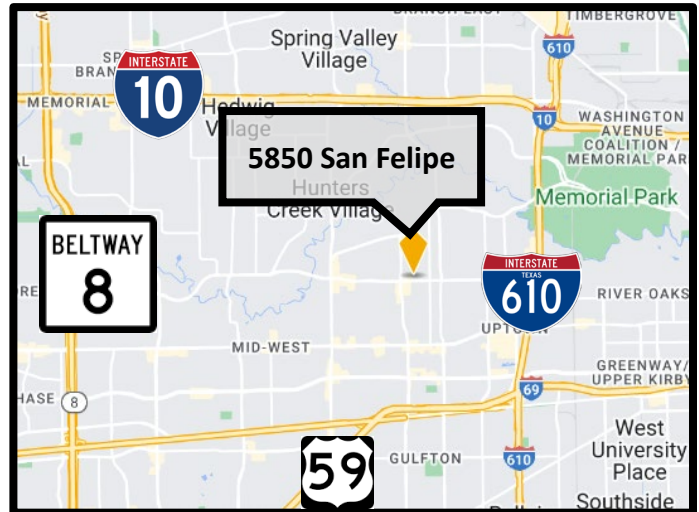 TIMBERGROVE
Spring Valley
Village
610
INTERSTATE
10
MEMORIAL
Hedwig
Village
10
WASHINGTON
AVENUE
COALITION /
MEMORIAL PAR
5850 San Felipe
Hunters
Creek Village
Memorial Park
BELTWAY
8
INTERSTATE
TEXAS
610
RIVER OAKS
UPTOWN
MID-WEST
GREENWAY/
UPPER KIRBY
69
HASE
8
59
GULFTON
610
West
University
Place
Southside